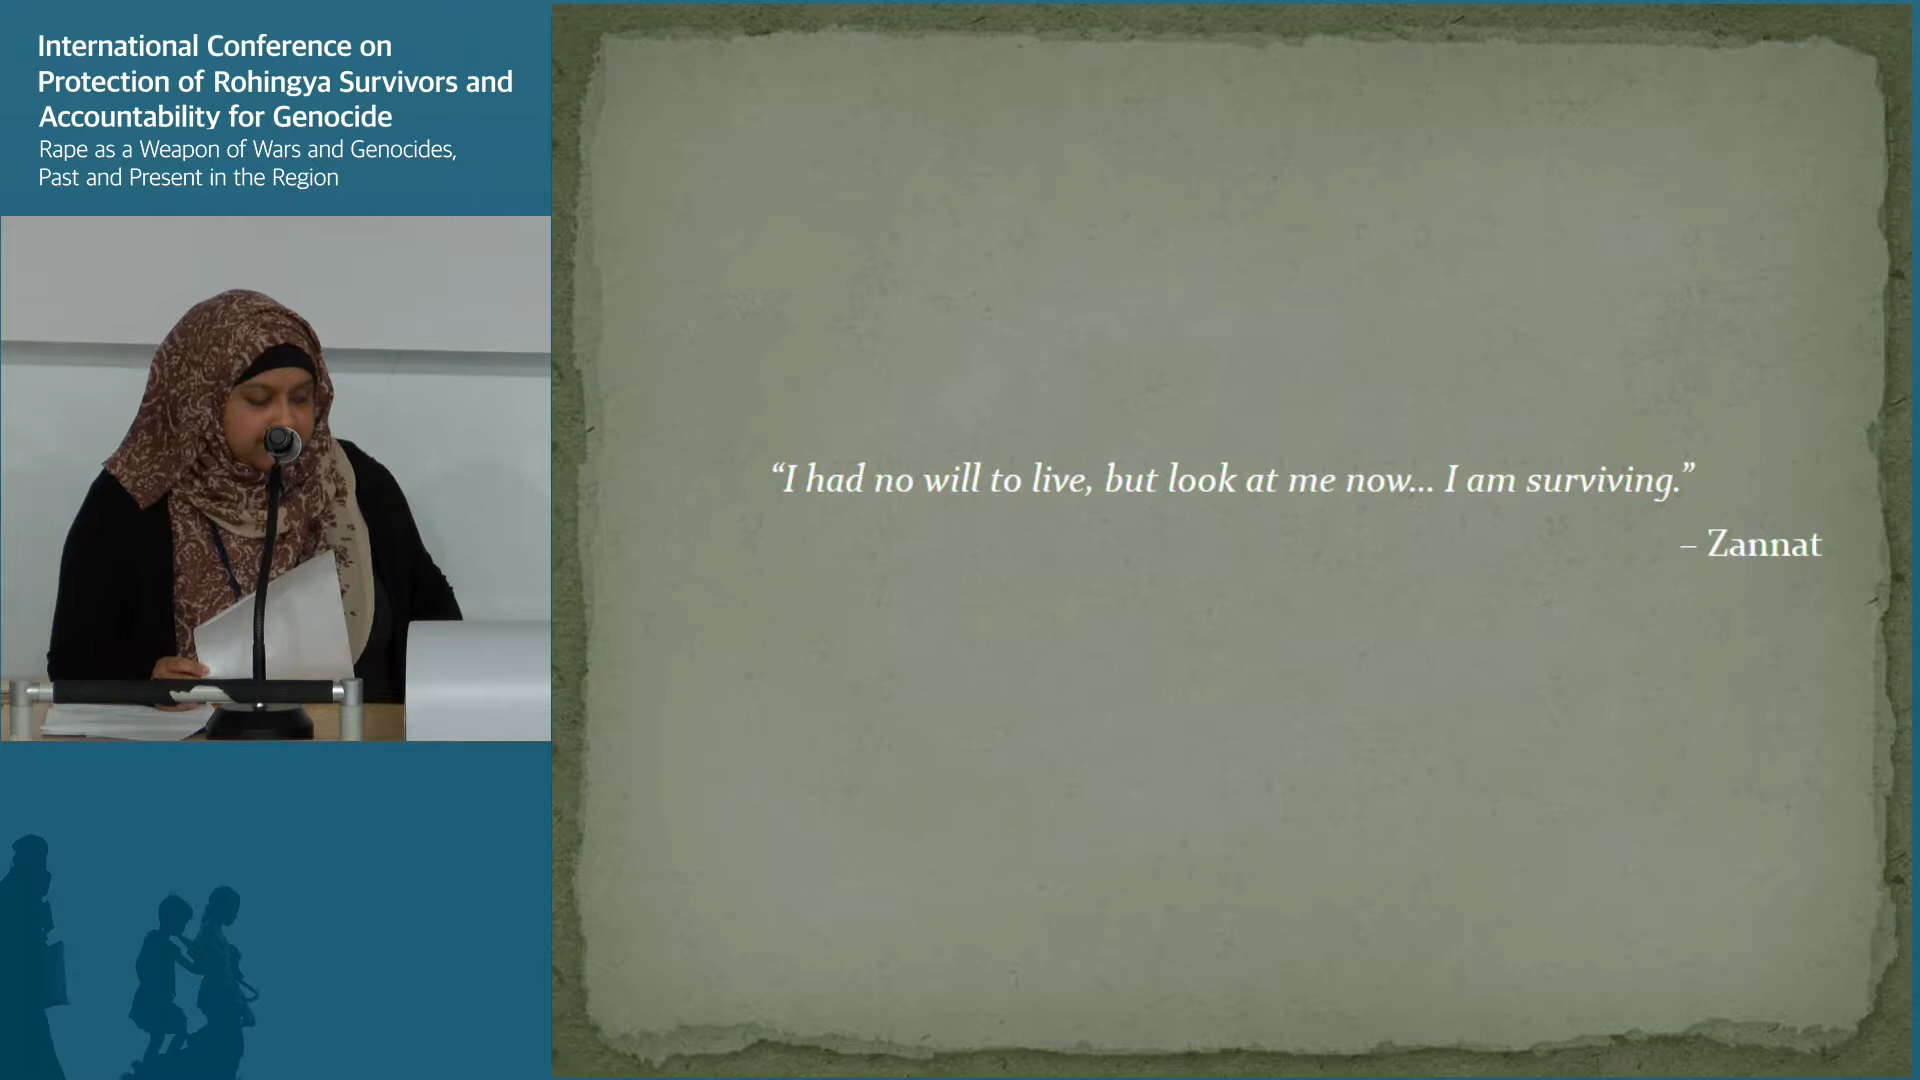 International Conference on
Protection of Rohingya Survivors and
Accountability for Genocide
Rape as a Weapon of Wars and Genocides,
Past and Present in the Region
“I had no will to live, but look at me now... I am surviving.”
– Zannat